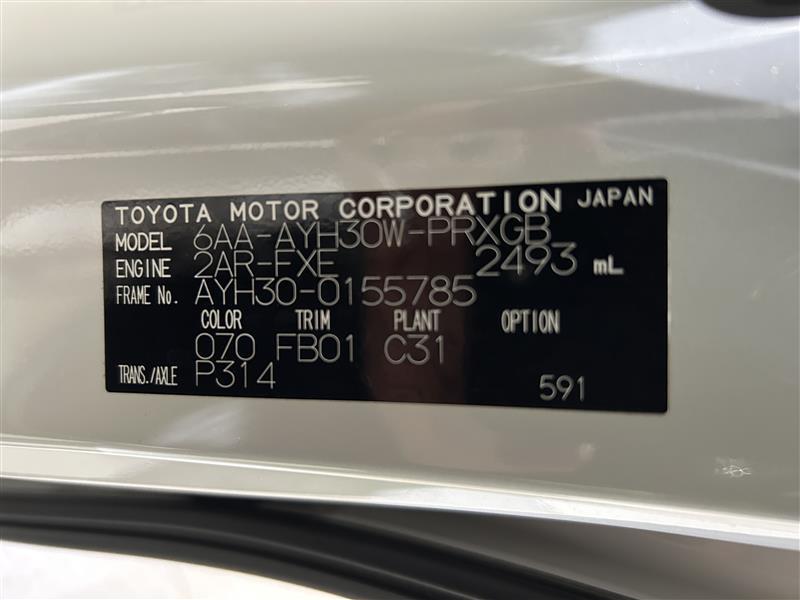 TOYOTA MOTOR CORPORATION JAPAN
MODEL 6AA-AYH30W-PRXGB
ENGINE 2AR-FXE 2493 mL
FRAME No. AYH30-0155785
COLOR TRIM PLANT OPTION
070 FB01 C31
TRANS./AXLE P314
591